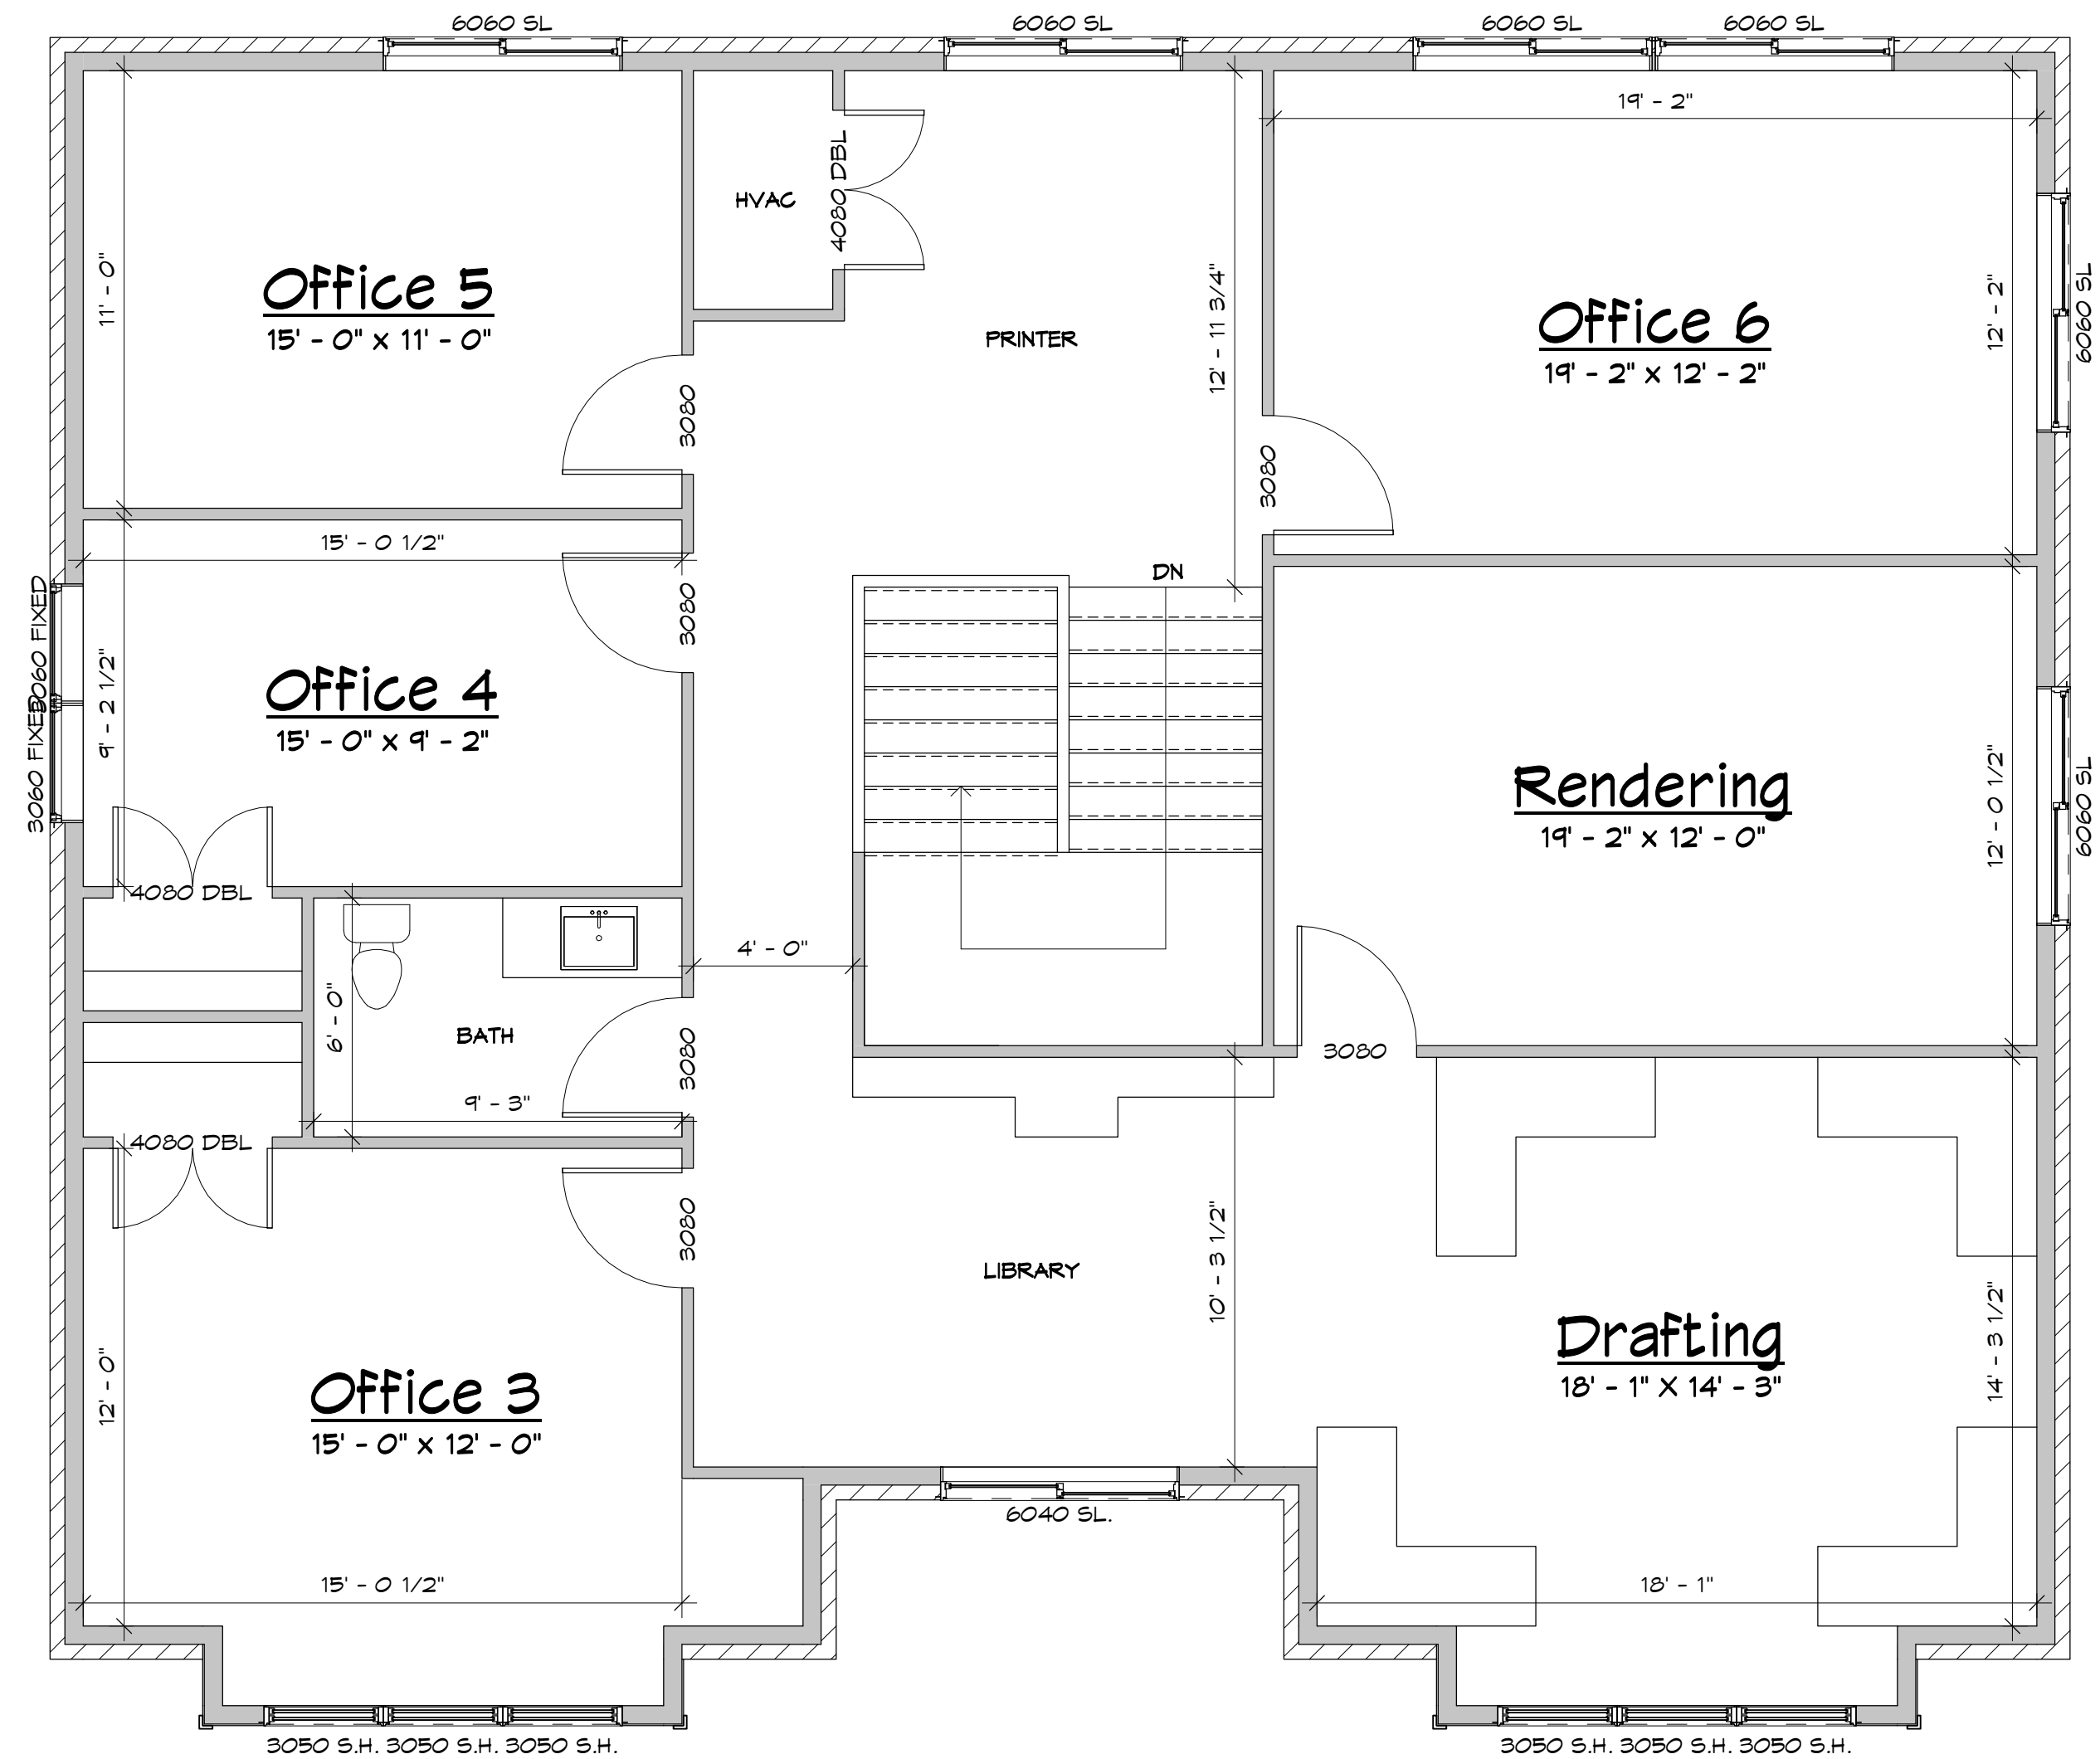 6060 SL
6060 SL
6060 SL
6060 SL
19' - 2"
4080 DBL
HVAC
11' - 0"
Office 5
15' - 0" x 11' - 0"
PRINTER
12' - 11 3/4"
Office 6
19' - 2" x 12' - 2"
12' - 2"
6060 SL
3080
3080
15' - 0 1/2"
DN
3060 FIXED
3060 FIXED
3080
9' - 2 1/2"
Office 4
15' - 0" x 9' - 2"
Rendering
19' - 2" x 12' - 0"
12' - 0 1/2"
6060 SL
4080 DBL
4' - 0"
6' - 0"
BATH
3080
3080
9' - 3"
4080 DBL
3080
LIBRARY
10' - 3 1/2"
Drafting
18' - 1" X 14' - 3"
14' - 3 1/2"
12' - 0"
Office 3
15' - 0" x 12' - 0"
6040 SL.
15' - 0 1/2"
18' - 1"
3050 S.H. 3050 S.H. 3050 S.H.
3050 S.H. 3050 S.H. 3050 S.H.